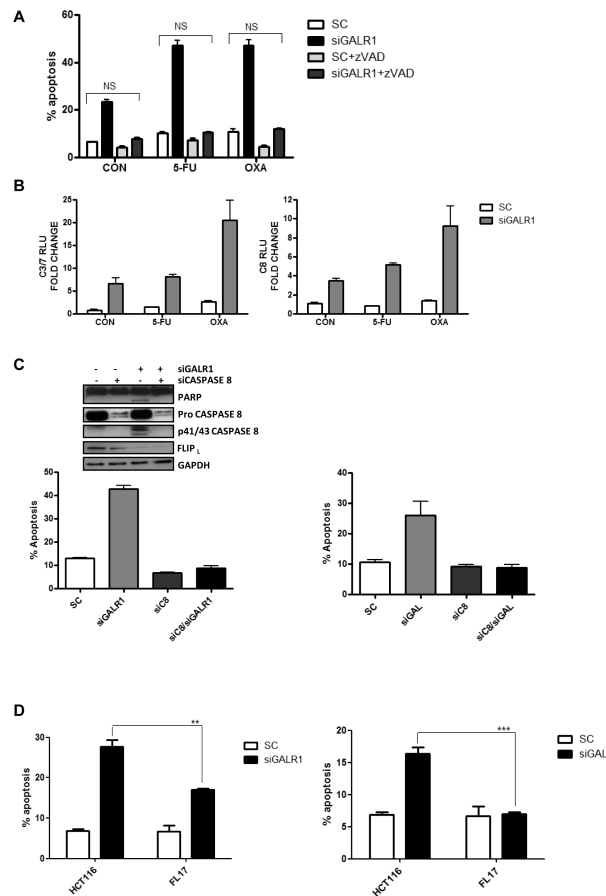 A
NS
NS
NS
% apoptosis
60
40
20
0
CON
5-FU
OXA
SC
siGALR1
SC+zVAD
siGALR1+zVAD
B
C3/7 RLU
FOLD CHANGE
25
20
15
10
5
0
CON
5-FU
OXA
C8 RLU
FOLD CHANGE
12
10
8
6
4
2
0
CON
5-FU
OXA
SC
siGALR1
C
- - + + siGALR1
- + - + siCASPASE 8
PARP
Pro CASPASE 8
p41/43 CASPASE 8
FLIP L
GAPDH
% Apoptosis
50
40
30
20
10
0
SC
siGALR1
siC8
siC8/siGALR1
% Apoptosis
40
30
20
10
0
SC
siGAL
siC8
siC8/siGAL
D
% apoptosis
30
20
10
0
**
HCT116
FL17
SC
siGALR1
% apoptosis
20
15
10
5
0
***
HCT116
FL17
SC
siGAL